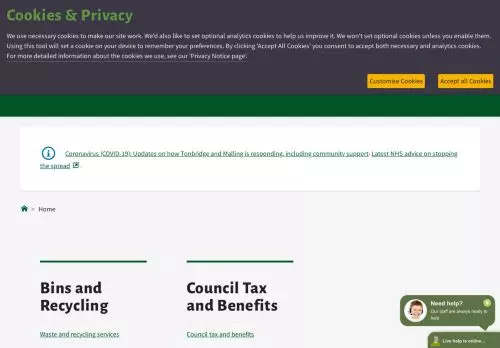 Cookies & Privacy
We use necessary cookies to make our site work. We'd also like to set optional analytics cookies to help us improve it. We won't set optional cookies unless you enable them.
Using this tool will set a cookie on your device to remember your preferences. By clicking 'Accept All Cookies' you consent to accept both necessary and analytics cookies.
For more detailed information about the cookies we use, see our 'Privacy Notice page'.
Customise Cookies
Accept all Cookies
Coronavirus (COVID-19): Updates on how Tonbridge and Malling is responding, including community support. Latest NHS advice on stopping
the spread .
> Home
Bins and
Recycling
Waste and recycling services
Council Tax
and Benefits
Council tax and benefits
Need help?
Our staff are always ready to
help
Live help is online...